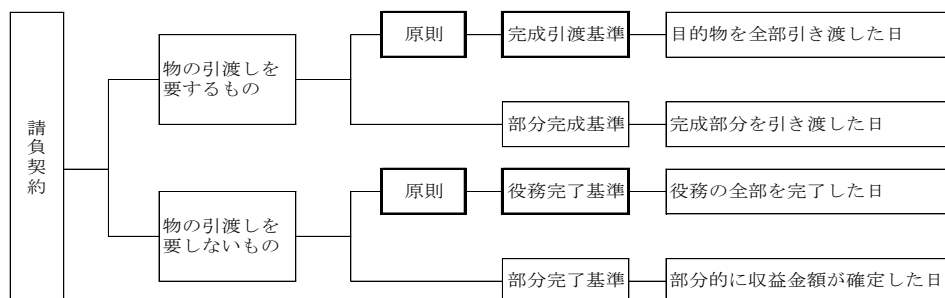 請負契約
物の引渡しを
要するもの
原則
完成引渡基準
目的物を全部引き渡した日
部分完成基準
完成部分を引き渡した日
物の引渡しを
要しないもの
原則
役務完了基準
役務の全部を完了した日
部分完了基準
部分的に収益金額が確定した日